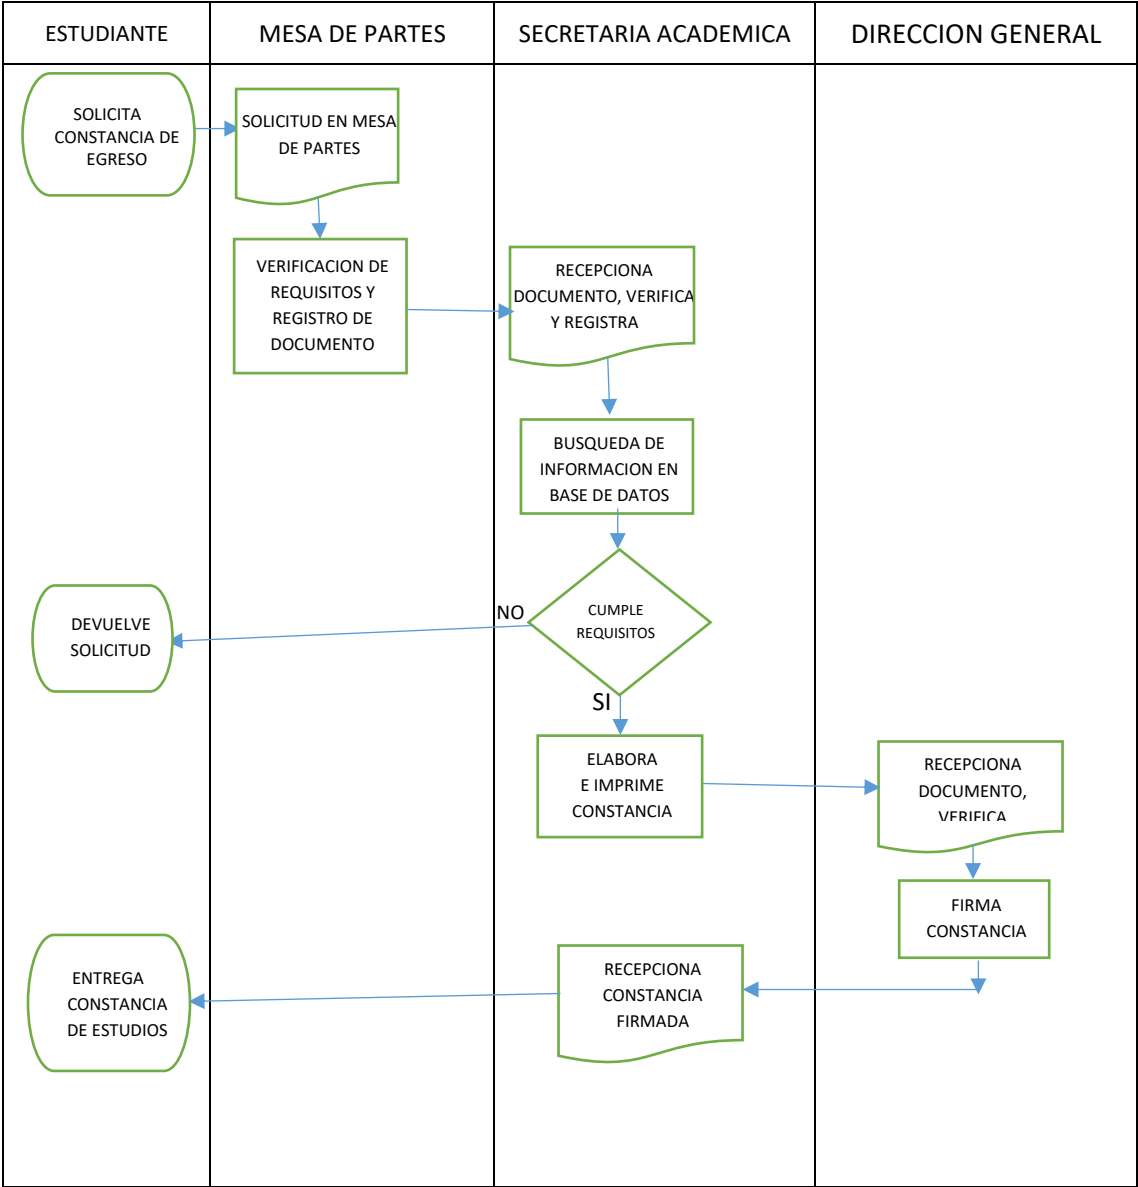 ESTUDIANTE
MESA DE PARTES
SECRETARIA ACADEMICA
DIRECCION GENERAL
SOLICITA
CONSTANCIA DE
EGRESO
SOLICITUD EN MESA
DE PARTES
VERIFICACION DE
REQUISITOS Y
REGISTRO DE
DOCUMENTO
RECEPCIONA
DOCUMENTO, VERIFICA
Y REGISTRA
BUSQUEDA DE
INFORMACION EN
BASE DE DATOS
CUMPLE
REQUISITOS
NO
DEVUELVE
SOLICITUD
SI
ELABORA
E IMPRIME
CONSTANCIA
RECEPCIONA
DOCUMENTO,
VERIFICA
FIRMA
CONSTANCIA
RECEPCIONA
CONSTANCIA
FIRMADA
ENTREGA
CONSTANCIA
DE ESTUDIOS